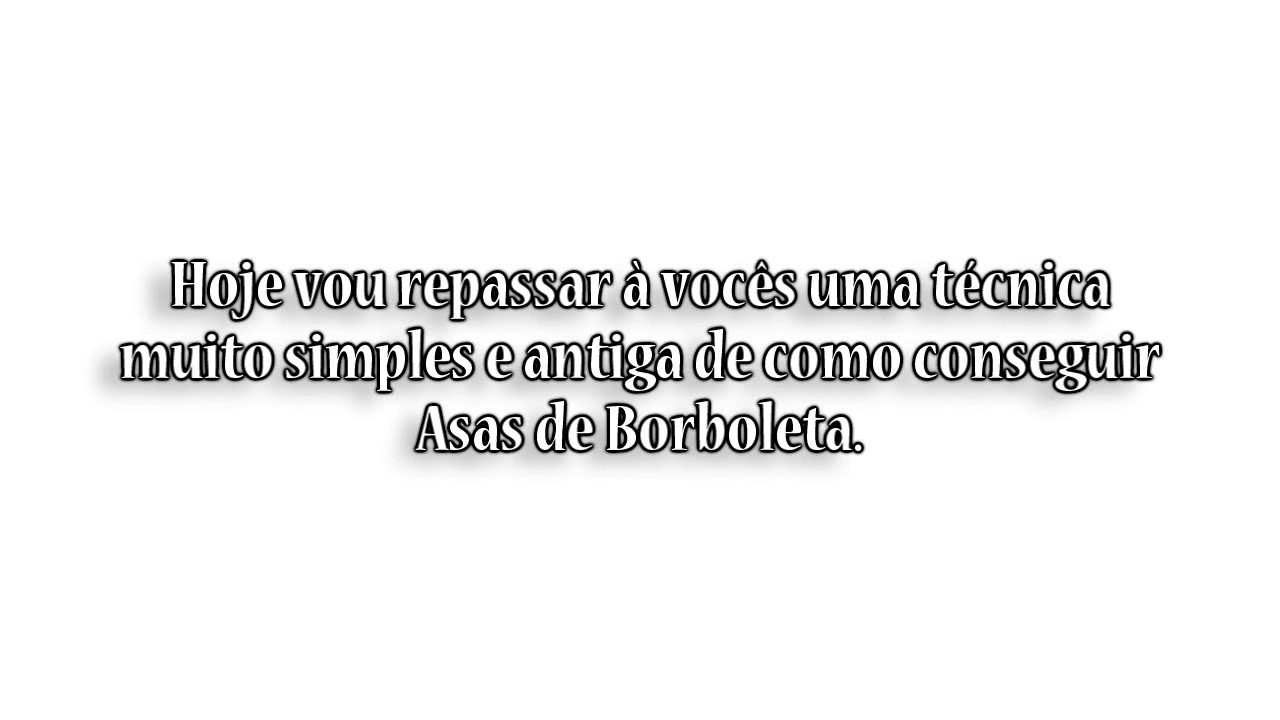 Hoje vou repassar à vocês uma técnica
muito simples e antiga de como conseguir
Asas de Borboleta.